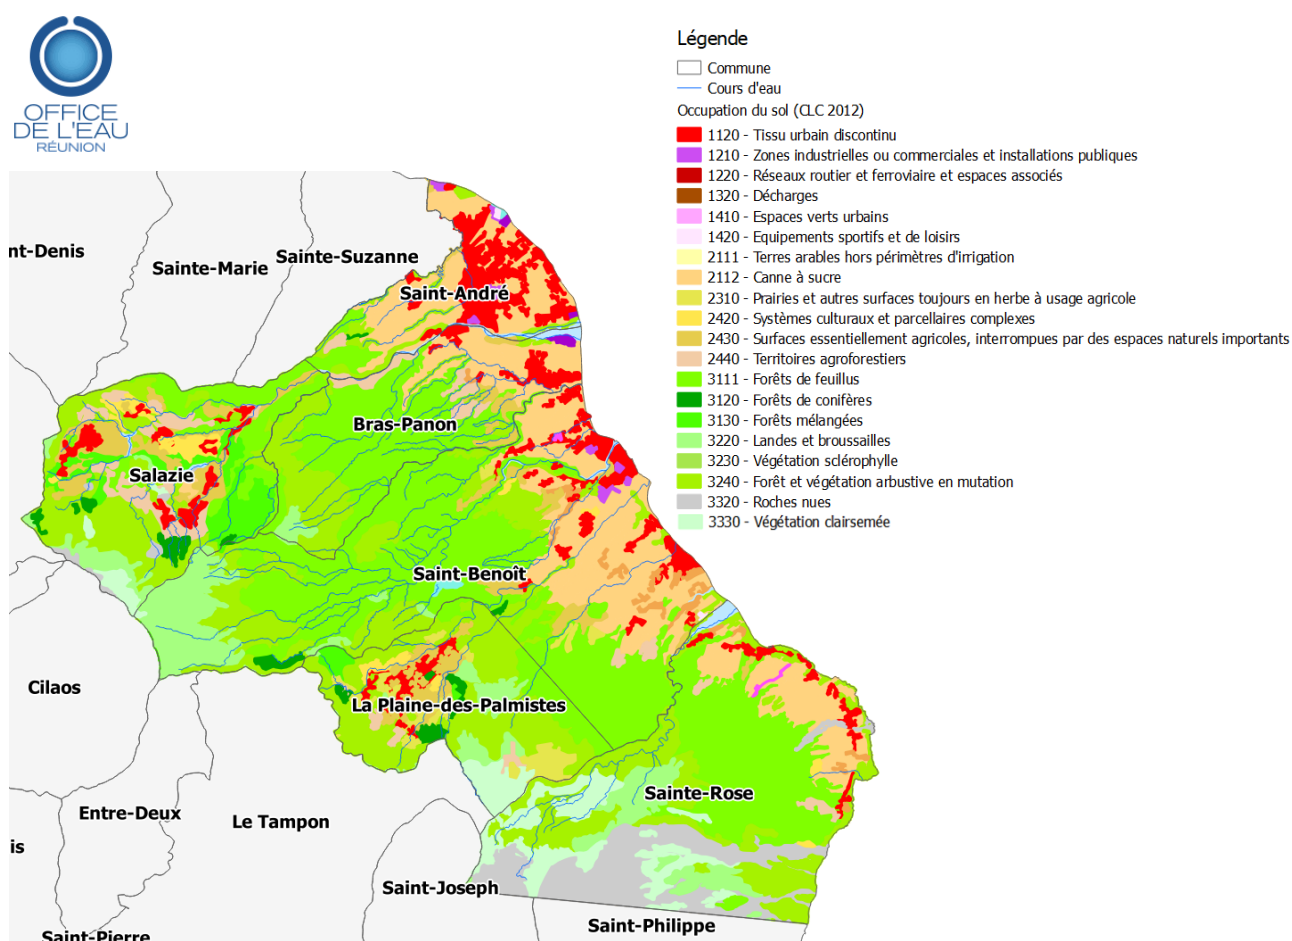 OFFICE
DE L'EAU
RÉUNION
Légende
Commune
Cours d'eau
Occupation du sol (CLC 2012)
1120 - Tissu urbain discontinu
1210 - Zones industrielles ou commerciales et installations publiques
1220 - Réseaux routier et ferroviaire et espaces associés
1320 - Décharges
1410 - Espaces verts urbains
1420 - Equipements sportifs et de loisirs
2111 - Terres arables hors périmètres d'irrigation
2112 - Canne à sucre
2310 - Prairies et autres surfaces toujours en herbe à usage agricole
2420 - Systèmes culturaux et parcellaires complexes
2430 - Surfaces essentiellement agricoles, interrompues par des espaces naturels importants
2440 - Territoires agroforestiers
3111 - Forêts de feuillus
3120 - Forêts de conifères
3130 - Forêts mélangées
3220 - Landes et broussailles
3230 - Végétation sclérophylle
3240 - Forêt et végétation arbustive en mutation
3320 - Roches nues
3330 - Végétation clairsemée
nt-Denis
Sainte-Marie
Sainte-Suzanne
Saint-André
Bras-Panon
Salazie
Saint-Benoît
Cilaos
La Plaine-des-Palmistes
Sainte-Rose
Entre-Deux
Le Tampon
is
Saint-Joseph
Saint-Philippe
Saint-Pierre